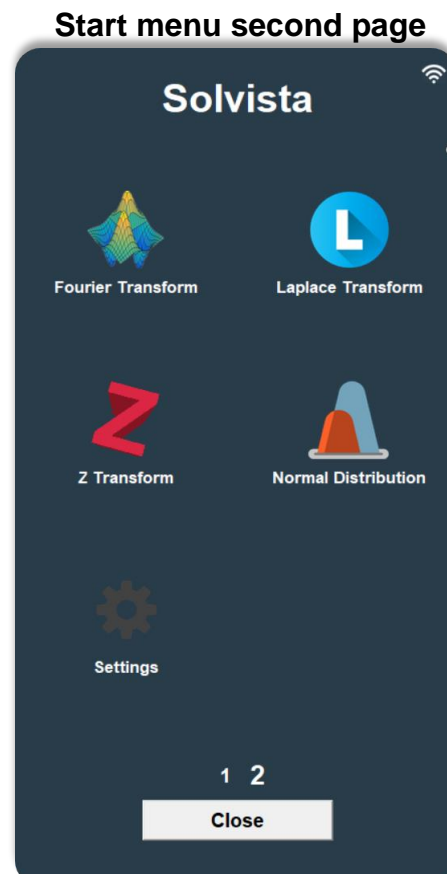 Start menu second page
Solvista
L
Fourier Transform Laplace Transform
Z
Z Transform Normal Distribution
Settings
1 2
Close